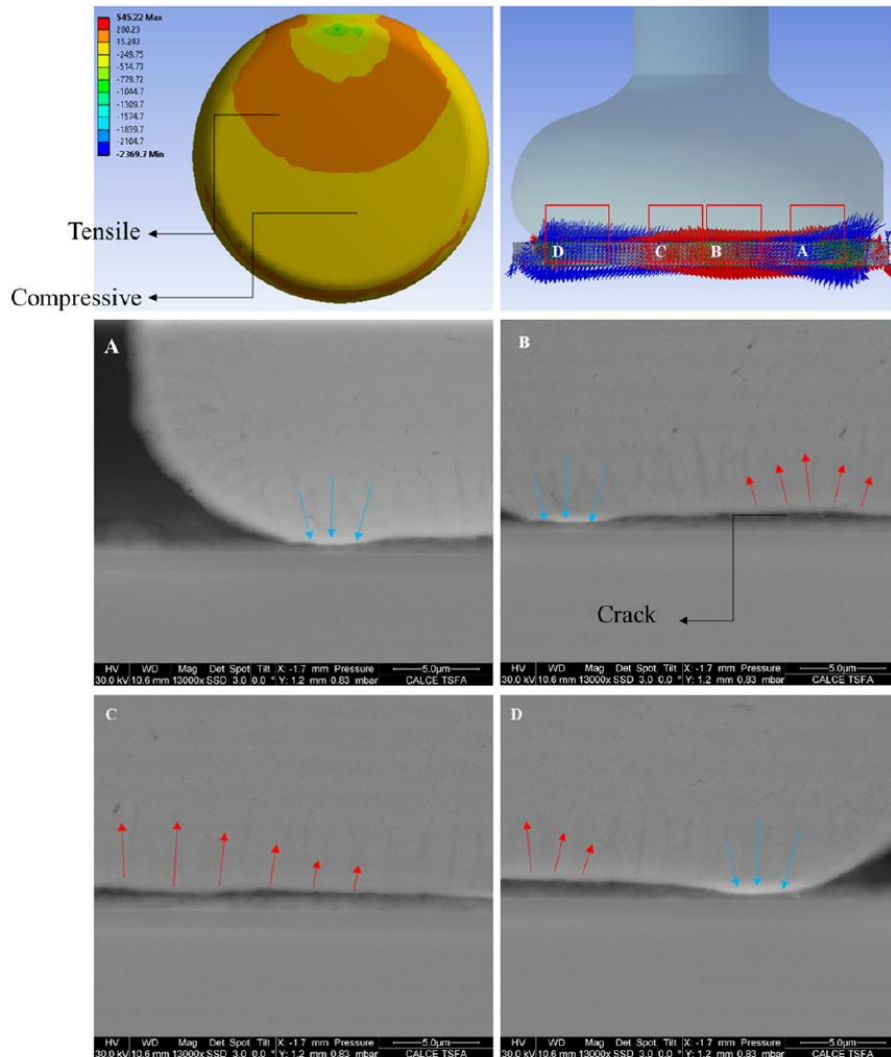 545.22 Max
280.23
15.243
-249.75
-514.73
-779.72
-1044.7
-1309.7
-1574.7
-1839.7
-2104.7
-2369.7 Min
Tensile
Compressive
D C B A
A
HV WD Mag Det Spot Tilt X: -1.7 mm Pressure 5.0µm
30.0 kV 10.6 mm 13000x SSD 3.0 0.0° Y: 1.2 mm 0.83 mbar CALCE TSFA
B
Crack
HV WD Mag Det Spot Tilt X: -1.7 mm Pressure 5.0µm
30.0 kV 10.6 mm 13000x SSD 3.0 0.0° Y: 1.2 mm 0.83 mbar CALCE TSFA
C
HV WD Mag Det Spot Tilt X: -1.7 mm Pressure 5.0µm
30.0 kV 10.6 mm 13000x SSD 3.0 0.0° Y: 1.2 mm 0.83 mbar CALCE TSFA
D
HV WD Mag Det Spot Tilt X: -1.7 mm Pressure 5.0µm
30.0 kV 10.6 mm 13000x SSD 3.0 0.0° Y: 1.2 mm 0.83 mbar CALCE TSFA